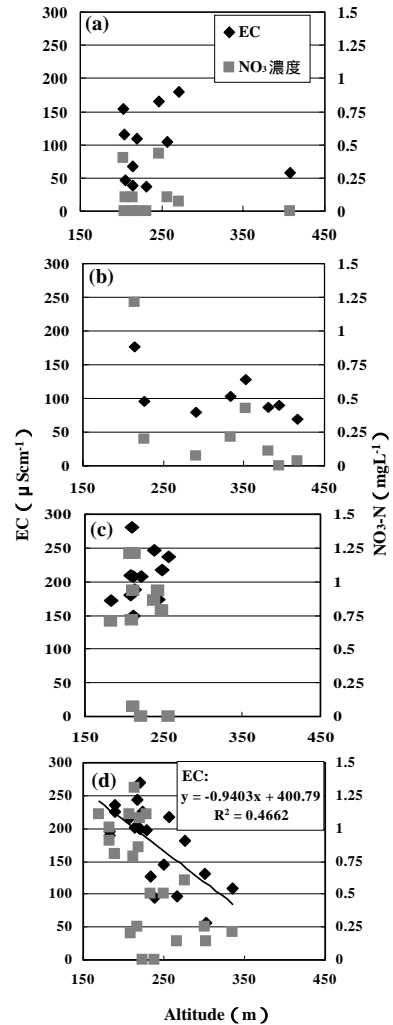 (a)
EC
NO₃濃度
300 250 200 150 100 50 0
1.5 1.25 1 0.75 0.5 0.25 0
150 250 350 450
(b)
300 250 200 150 100 50 0
1.5 1.25 1 0.75 0.5 0.25 0
150 250 350 450
EC（μScm⁻¹）
NO₃-N（mgL⁻¹）
(c)
300 250 200 150 100 50 0
1.5 1.25 1 0.75 0.5 0.25 0
150 250 350 450
(d)
EC:
y = -0.9403x + 400.79
R² = 0.4662
300 250 200 150 100 50 0
1.5 1.25 1 0.75 0.5 0.25 0
150 250 350 450
Altitude（m）